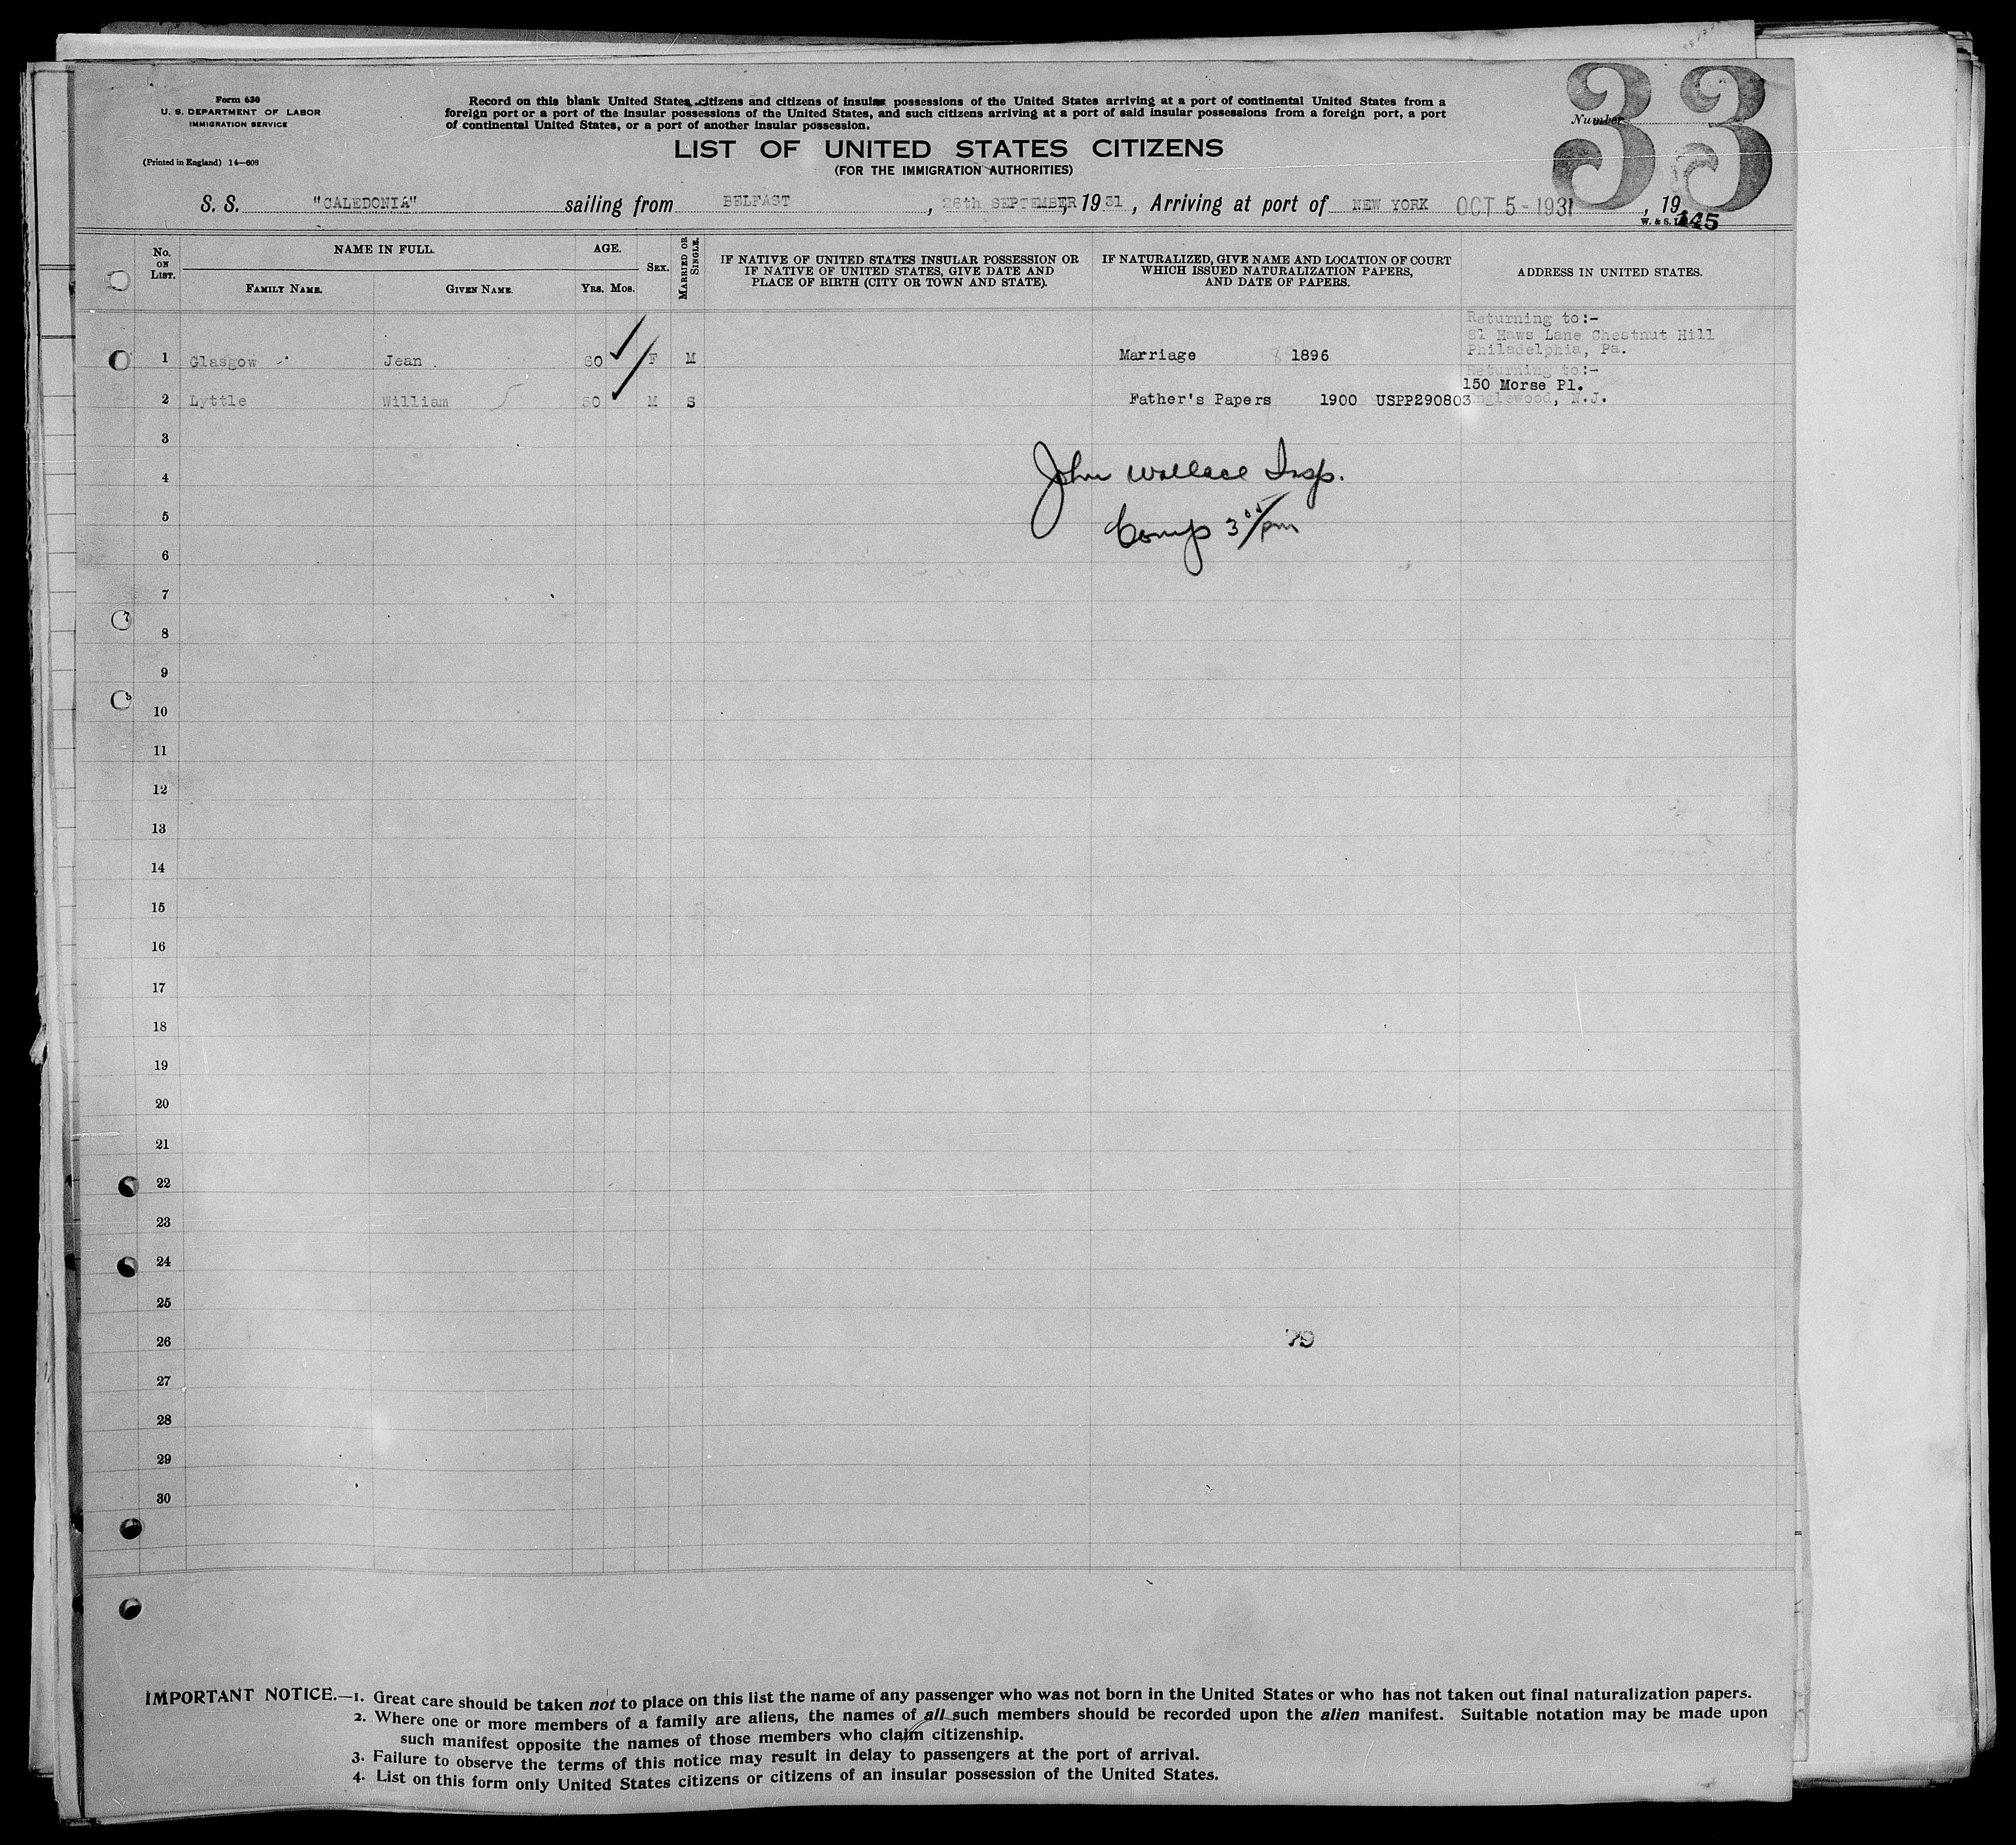 Form 630
U. S. DEPARTMENT OF LABOR
IMMIGRATION SERVICE
(Printed in England) 14—608
Record on this blank United States citizens and citizens of insular possessions of the United States arriving at a port of continental United States from a
foreign port or a port of the insular possessions of the United States, and such citizens arriving at a port of said insular possessions from a foreign port, a port
of continental United States, or a port of another insular possession.
33
Number
LIST OF UNITED STATES CITIZENS
(FOR THE IMMIGRATION AUTHORITIES)
S. S. "CALEDONIA" sailing from BELFAST, 26th SEPTEMBER, 1931, Arriving at port of NEW YORK OCT 5 - 1931, 19
W. & S. 145
No. ON LIST.
NAME IN FULL.
FAMILY NAME. GIVEN NAME.
AGE.
YRS. MOS.
SEX.
MARRIED OR SINGLE.
IF NATIVE OF UNITED STATES INSULAR POSSESSION OR
IF NATIVE OF UNITED STATES, GIVE DATE AND
PLACE OF BIRTH (CITY OR TOWN AND STATE).
IF NATURALIZED, GIVE NAME AND LOCATION OF COURT
WHICH ISSUED NATURALIZATION PAPERS,
AND DATE OF PAPERS.
ADDRESS IN UNITED STATES.
Returning to:-
81 Haws Lane Chestnut Hill
1 Glasgow Jean 60 F M Marriage 1896 Philadelphia, Pa.
Returning to:-
150 Morse Pl.
2 Lyttle William 50 M S Father's Papers 1900 USPP290803 nglewood, N.J.
3
John Wallace Insp.
4
5
Comp 3 05/pm
6
7
8
9
10
11
12
13
14
15
16
17
18
19
20
21
22
23
24
25
26
79
27
28
29
30
IMPORTANT NOTICE.—1. Great care should be taken not to place on this list the name of any passenger who was not born in the United States or who has not taken out final naturalization papers.
2. Where one or more members of a family are aliens, the names of all such members should be recorded upon the alien manifest. Suitable notation may be made upon
such manifest opposite the names of those members who claim citizenship.
3. Failure to observe the terms of this notice may result in delay to passengers at the port of arrival.
4. List on this form only United States citizens or citizens of an insular possession of the United States.